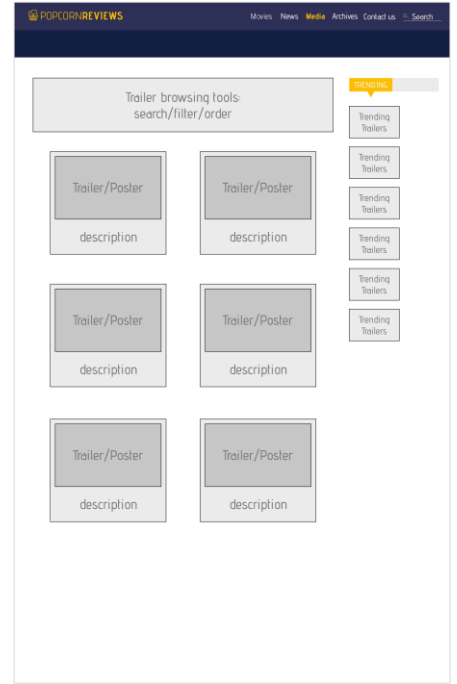 POPCORNREVIEWS
Movies News Media Archives Contact us Search
Trailer browsing tools:
search/filter/order
TRENDING
Trending
Trailers
Trailer/Poster
description
Trailer/Poster
description
Trending
Trailers
Trending
Trailers
Trending
Trailers
Trailer/Poster
description
Trailer/Poster
description
Trending
Trailers
Trending
Trailers
Trailer/Poster
description
Trailer/Poster
description